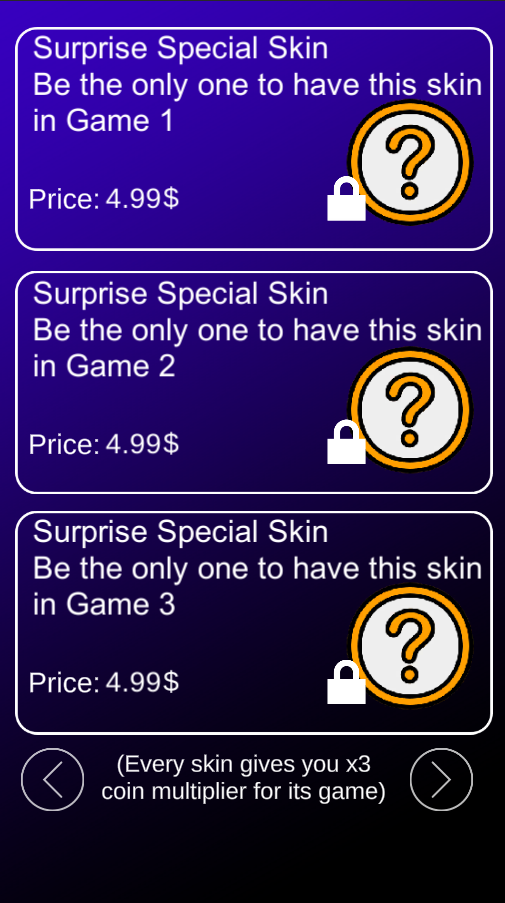 Surprise Special Skin
Be the only one to have this skin
in Game 1
Price: 4.99$
?
Surprise Special Skin
Be the only one to have this skin
in Game 2
Price: 4.99$
?
Surprise Special Skin
Be the only one to have this skin
in Game 3
Price: 4.99$
?
(Every skin gives you x3
coin multiplier for its game)